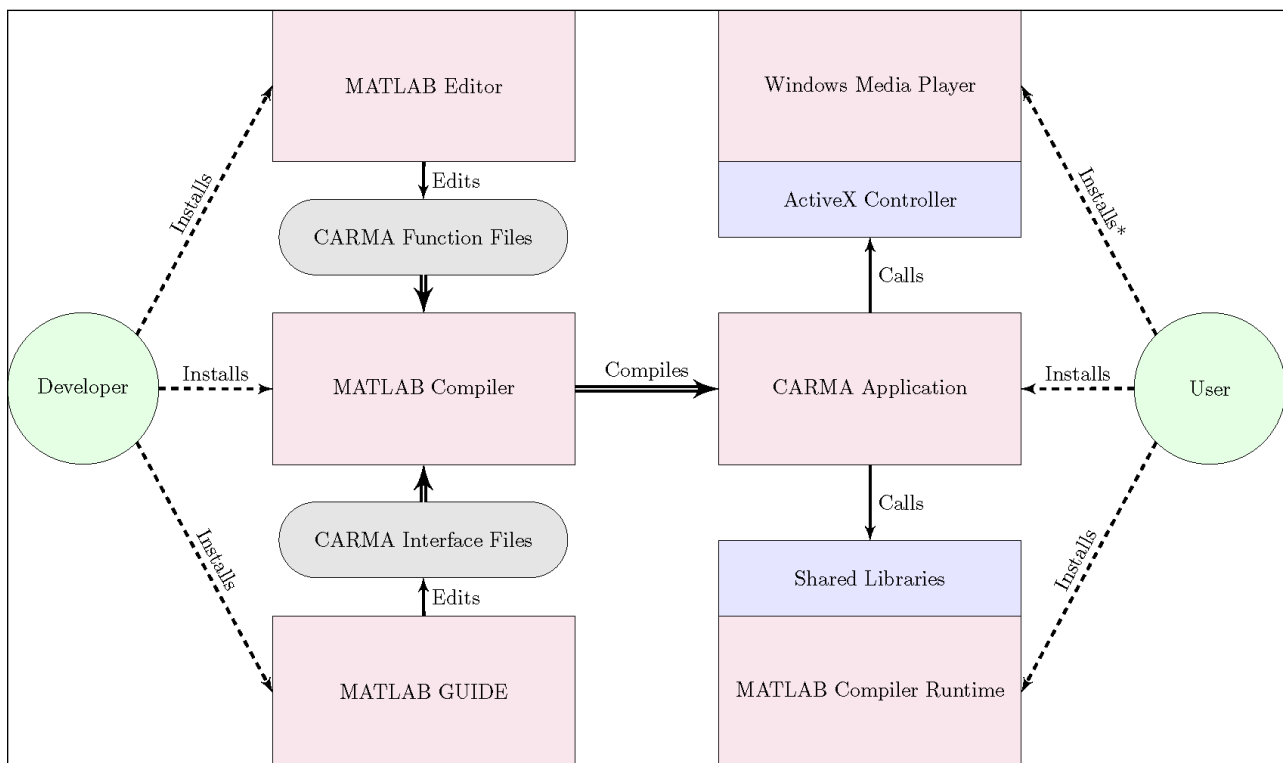 MATLAB Editor
Windows Media Player
Installs
Edits
ActiveX Controller
Installs*
CARMA Function Files
Calls
Developer
Installs
MATLAB Compiler
Compiles
CARMA Application
Installs
User
Calls
CARMA Interface Files
Installs
Shared Libraries
Installs
Edits
MATLAB GUIDE
MATLAB Compiler Runtime